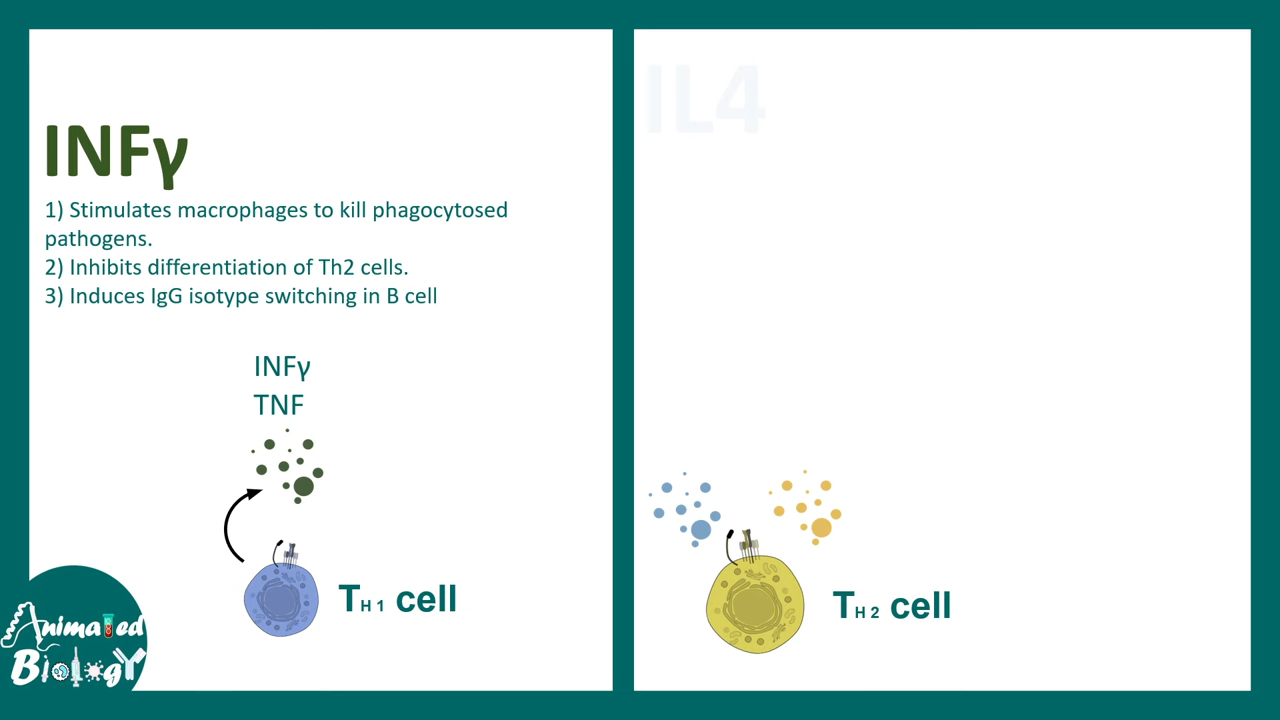 INFγ
1) Stimulates macrophages to kill phagocytosed
pathogens.
2) Inhibits differentiation of Th2 cells.
3) Induces IgG isotype switching in B cell
INFγ
TNF
TH1 cell
Animated
Biology
IL4
TH2 cell